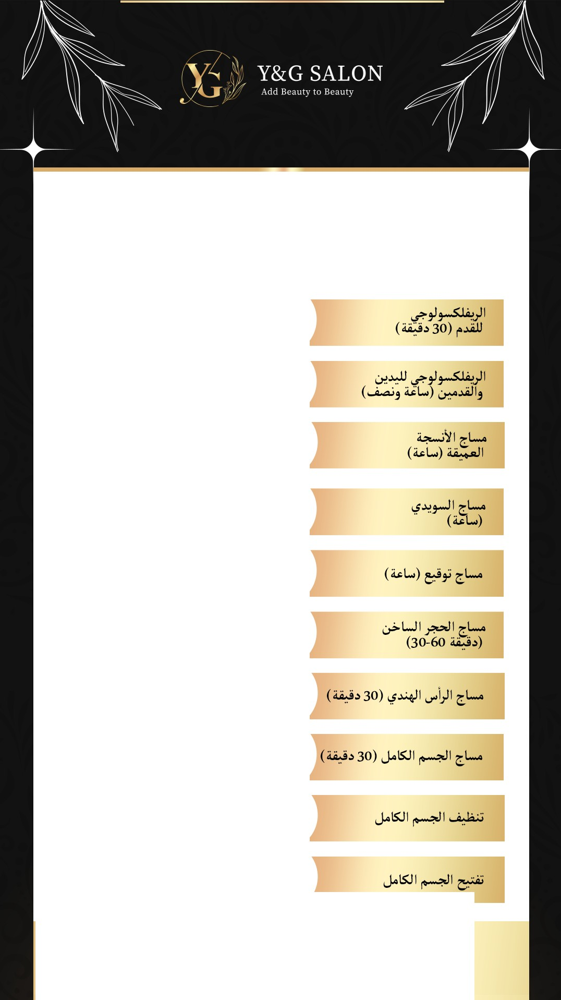 Y&G SALON
Add Beauty to Beauty
الريفلكسولوجي
للقدم (30 دقيقة)
الريفلكسولوجي لليدين
والقدمين (ساعة ونصف)
مساج الأنسجة
العميقة (ساعة)
مساج السويدي
(ساعة)
مساج توقيع (ساعة)
مساج الحجر الساخن
(دقيقة 60-30)
مساج الرأس الهندي (30 دقيقة)
مساج الجسم الكامل (30 دقيقة)
تنظيف الجسم الكامل
تفتيح الجسم الكامل